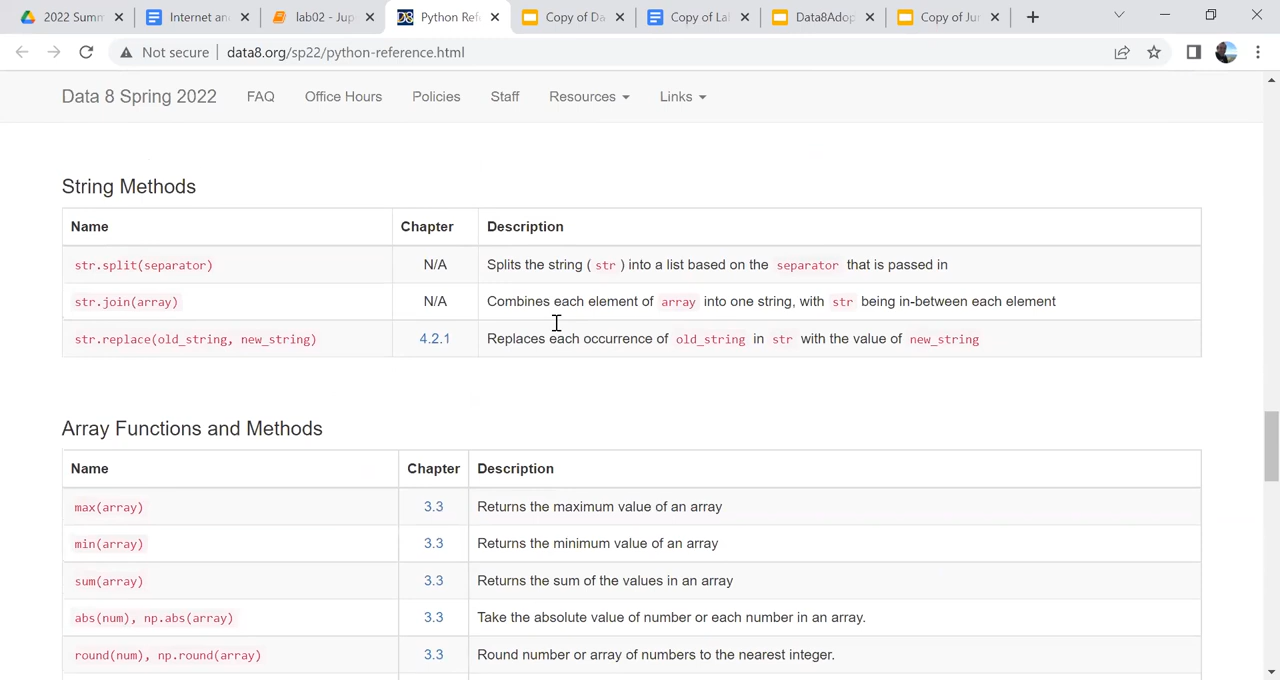 2022 Summ
Internet an
lab02 - Jup
Python Ref
Copy of Da
Copy of Lal
Data8Adop
Copy of Jur
Not secure
data8.org/sp22/python-reference.html
Data 8 Spring 2022
FAQ
Office Hours
Policies
Staff
Resources
Links
String Methods
Name Chapter Description
str.split(separator) N/A Splits the string ( str ) into a list based on the separator that is passed in
str.join(array) N/A Combines each element of array into one string, with str being in-between each element
str.replace(old_string, new_string) 4.2.1 Replaces each occurrence of old_string in str with the value of new_string
Array Functions and Methods
Name Chapter Description
max(array) 3.3 Returns the maximum value of an array
min(array) 3.3 Returns the minimum value of an array
sum(array) 3.3 Returns the sum of the values in an array
abs(num), np.abs(array) 3.3 Take the absolute value of number or each number in an array.
round(num), np.round(array) 3.3 Round number or array of numbers to the nearest integer.